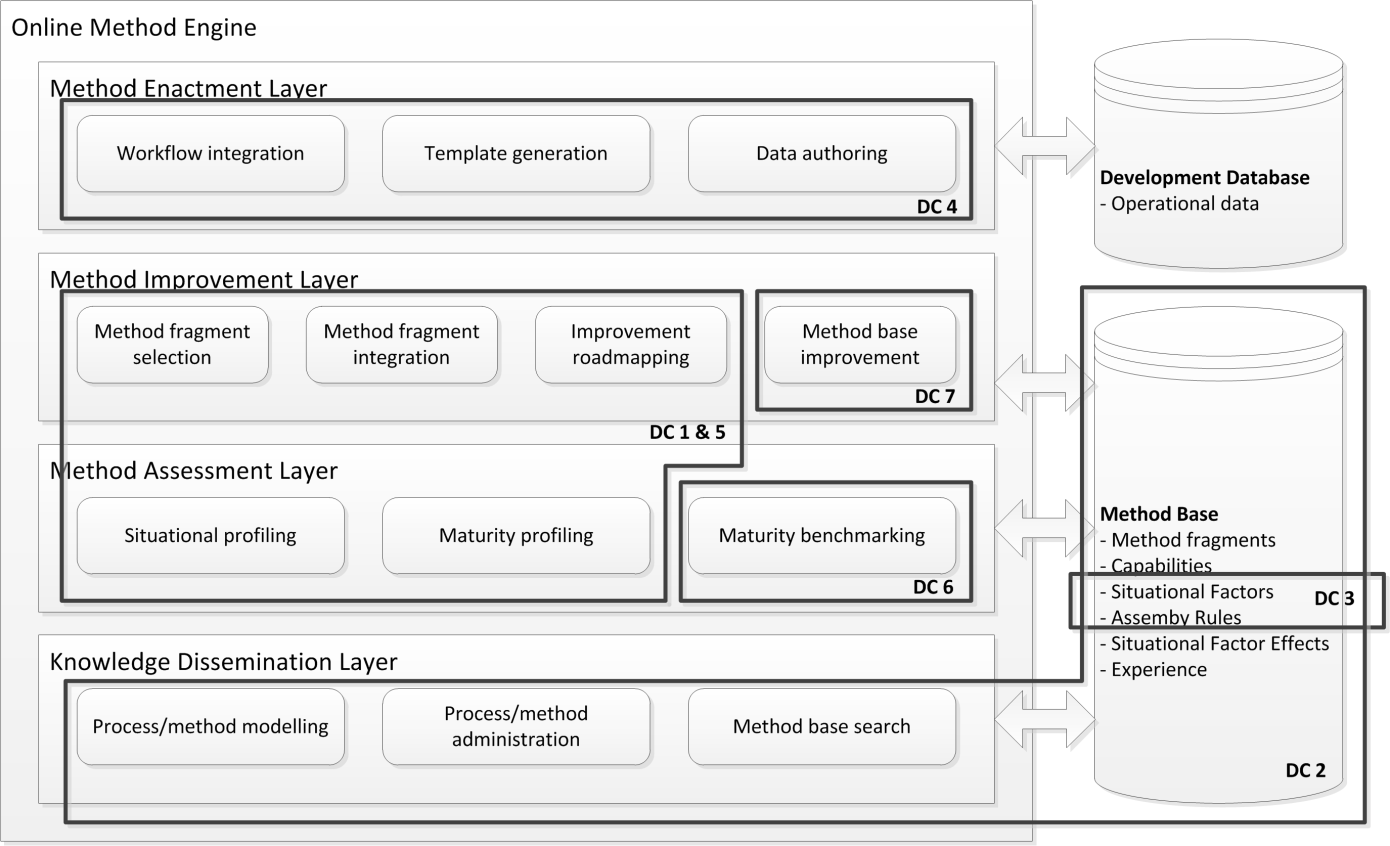 Online Method Engine
Method Enactment Layer
Workflow integration
Template generation
Data authoring
DC 4
Development Database
- Operational data
Method Improvement Layer
Method fragment
selection
Method fragment
integration
Improvement
roadmapping
Method base
improvement
DC 7
DC 1 & 5
Method Assessment Layer
Situational profiling
Maturity profiling
Maturity benchmarking
DC 6
Method Base
- Method fragments
- Capabilities
- Situational Factors
DC 3
- Assemby Rules
- Situational Factor Effects
- Experience
DC 2
Knowledge Dissemination Layer
Process/method modelling
Process/method
administration
Method base search